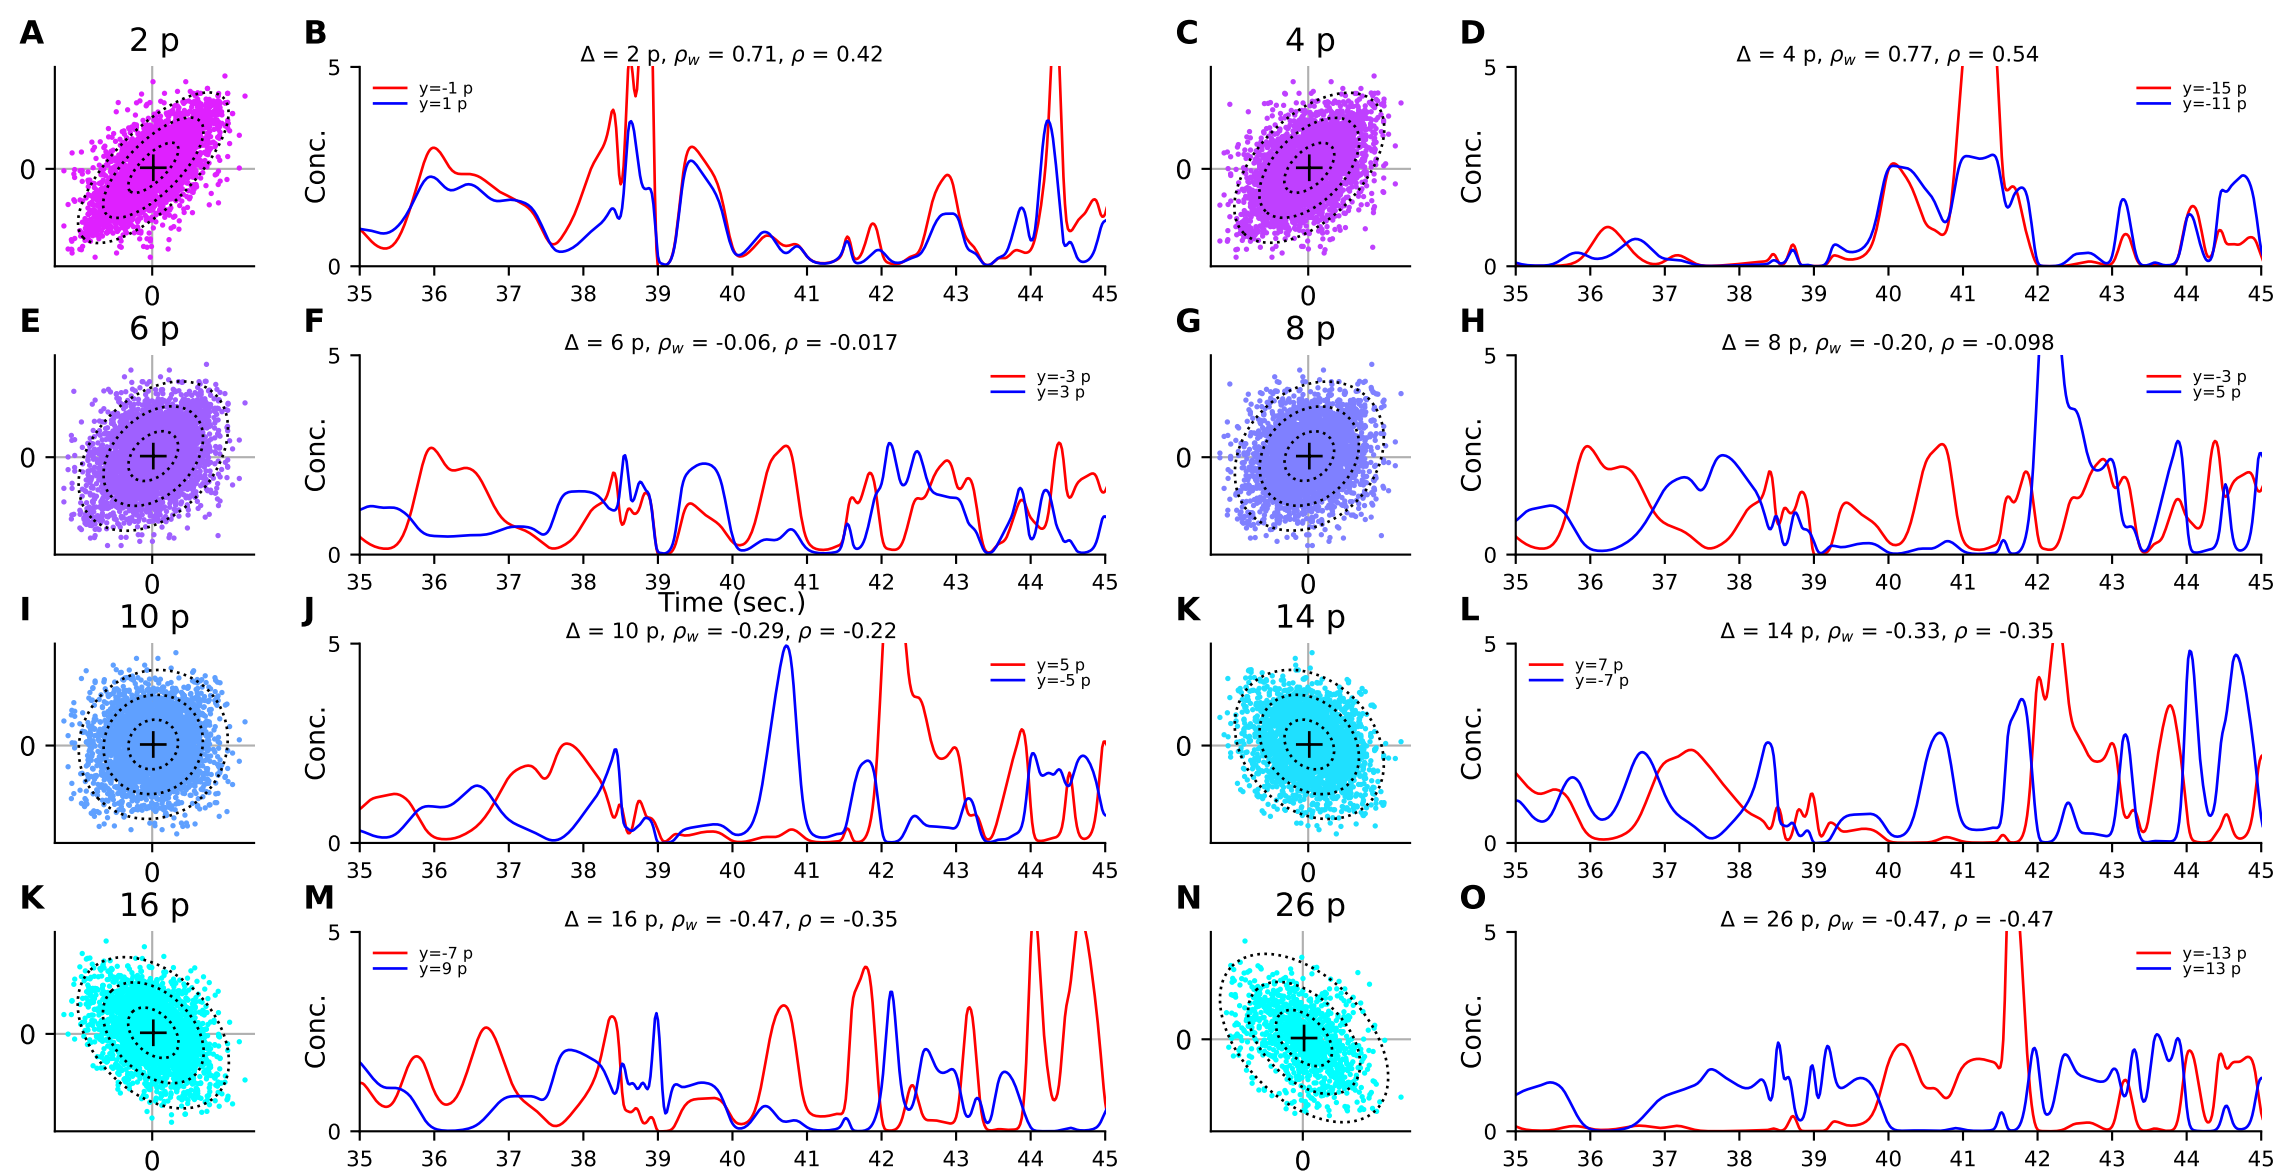 A
2 p
0
0
B
Δ = 2 p, ρw = 0.71, ρ = 0.42
y=-1 p
y=1 p
Conc.
5
0
35 36 37 38 39 40 41 42 43 44 45
C
4 p
0
0
D
Δ = 4 p, ρw = 0.77, ρ = 0.54
y=-15 p
y=-11 p
Conc.
5
0
35 36 37 38 39 40 41 42 43 44 45
E
6 p
0
0
F
Δ = 6 p, ρw = -0.06, ρ = -0.017
y=-3 p
y=3 p
Conc.
5
0
35 36 37 38 39 40 41 42 43 44 45
Time (sec.)
G
8 p
0
0
H
Δ = 8 p, ρw = -0.20, ρ = -0.098
y=-3 p
y=5 p
Conc.
5
0
35 36 37 38 39 40 41 42 43 44 45
I
10 p
0
0
J
Δ = 10 p, ρw = -0.29, ρ = -0.22
y=5 p
y=-5 p
Conc.
5
0
35 36 37 38 39 40 41 42 43 44 45
K
14 p
0
0
L
Δ = 14 p, ρw = -0.33, ρ = -0.35
y=7 p
y=-7 p
Conc.
5
0
35 36 37 38 39 40 41 42 43 44 45
K
16 p
0
0
M
Δ = 16 p, ρw = -0.47, ρ = -0.35
y=-7 p
y=9 p
Conc.
5
0
35 36 37 38 39 40 41 42 43 44 45
N
26 p
0
0
O
Δ = 26 p, ρw = -0.47, ρ = -0.47
y=-13 p
y=13 p
Conc.
5
0
35 36 37 38 39 40 41 42 43 44 45